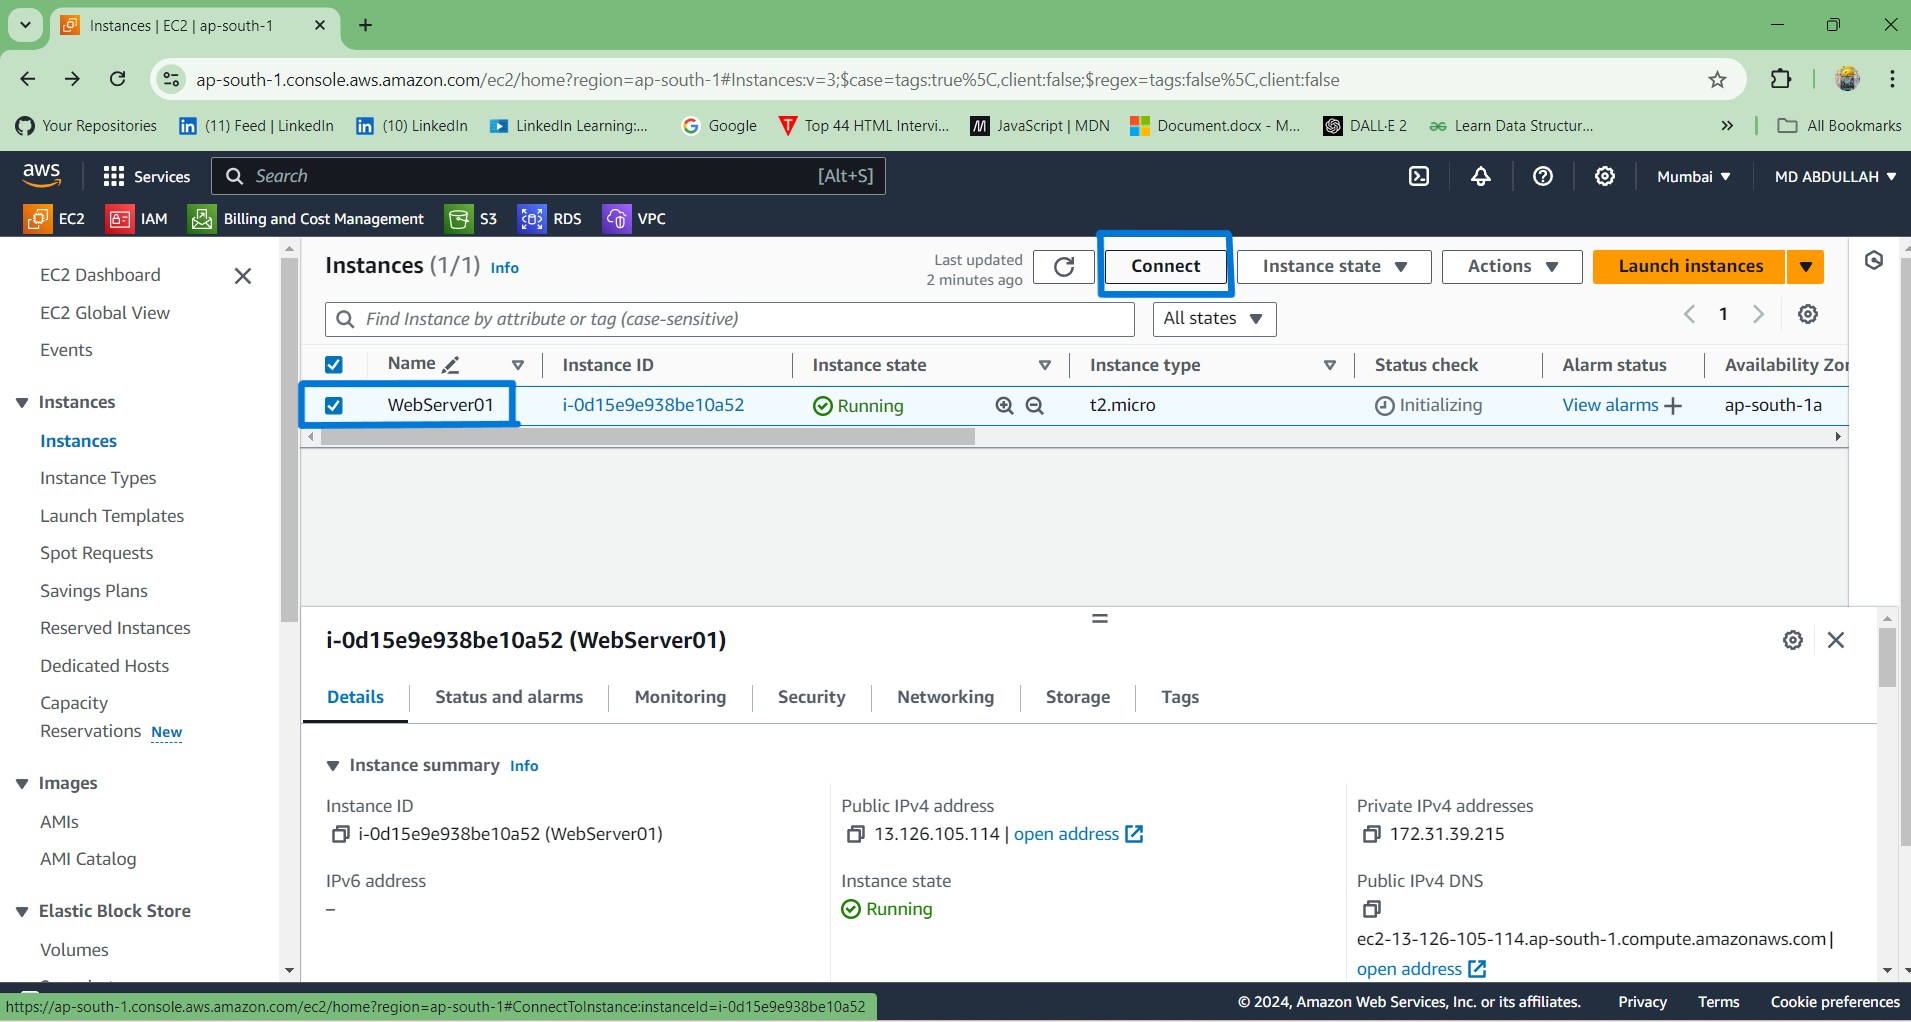 Instances | EC2 | ap-south-1
ap-south-1.console.aws.amazon.com/ec2/home?region=ap-south-1#Instances:v=3;$case=tags:true%5C,client:false;$regex=tags:false%5C,client:false
Your Repositories (11) Feed | LinkedIn (10) LinkedIn LinkedIn Learning:... Google Top 44 HTML Intervi... JavaScript | MDN Document.docx - M... DALL·E 2 Learn Data Structur... All Bookmarks
aws Services Search [Alt+S] Mumbai MD ABDULLAH
EC2 IAM Billing and Cost Management S3 RDS VPC
EC2 Dashboard
EC2 Global View
Events
Instances
Instances
Instance Types
Launch Templates
Spot Requests
Savings Plans
Reserved Instances
Dedicated Hosts
Capacity
Reservations New
Images
AMIs
AMI Catalog
Elastic Block Store
Volumes
Instances (1/1) Info
Last updated
2 minutes ago
Connect Instance state Actions Launch instances
Find Instance by attribute or tag (case-sensitive) All states 1
Name Instance ID Instance state Instance type Status check Alarm status Availability Zon
WebServer01 i-0d15e9e938be10a52 Running t2.micro Initializing View alarms + ap-south-1a
i-0d15e9e938be10a52 (WebServer01)
Details Status and alarms Monitoring Security Networking Storage Tags
Instance summary Info
Instance ID
i-0d15e9e938be10a52 (WebServer01)
IPv6 address
–
Public IPv4 address
13.126.105.114 | open address
Instance state
Running
Private IPv4 addresses
172.31.39.215
Public IPv4 DNS
ec2-13-126-105-114.ap-south-1.compute.amazonaws.com |
open address
https://ap-south-1.console.aws.amazon.com/ec2/home?region=ap-south-1#ConnectToInstance:instanceId=i-0d15e9e938be10a52
© 2024, Amazon Web Services, Inc. or its affiliates. Privacy Terms Cookie preferences